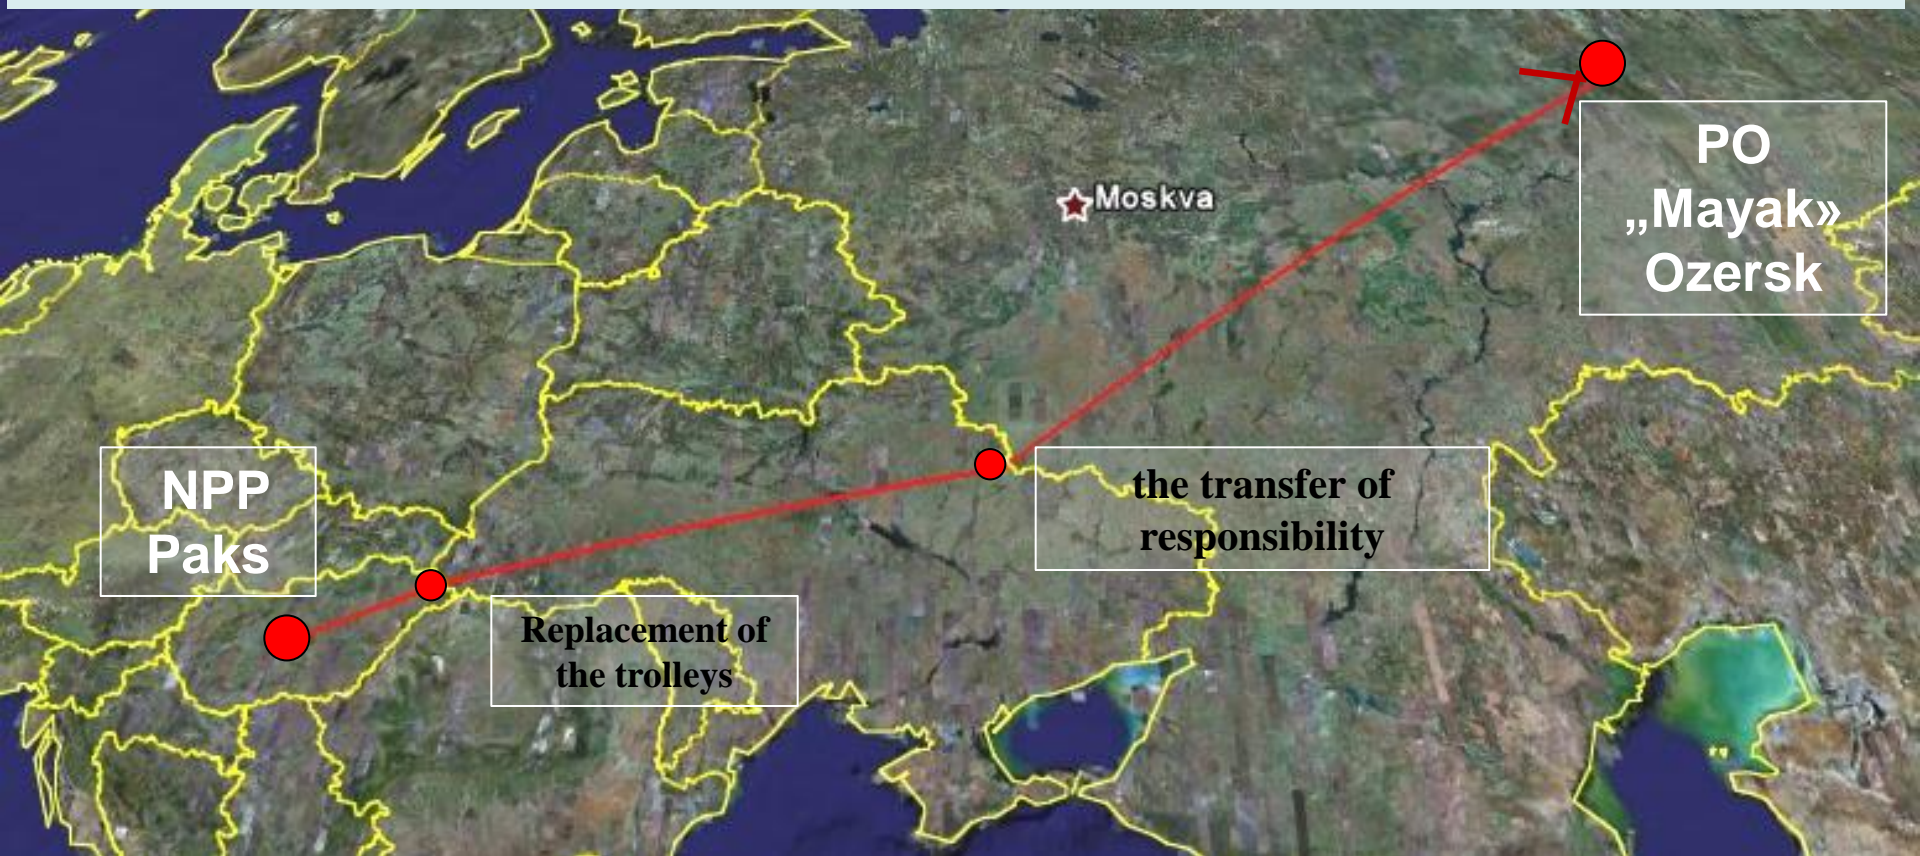 Moskva
PO
„Mayak»
Ozersk
NPP
Paks
the transfer of
responsibility
Replacement of
the trolleys